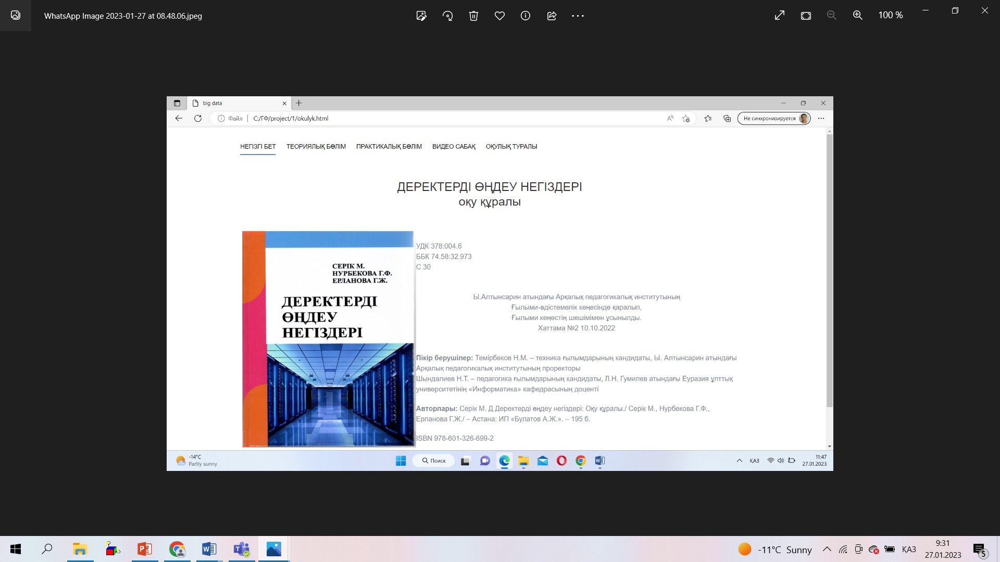 WhatsApp Image 2023-01-27 at 08.48.06.jpeg
100 %
big data
Файл
C:/ГФ/project/1/okulyk.html
Не синхронизируется
НЕГІЗГІ БЕТ
ТЕОРИЯЛЫҚ БӨЛІМ
ПРАКТИКАЛЫҚ БӨЛІМ
ВИДЕО САБАҚ
ОҚУЛЫҚ ТУРАЛЫ
ДЕРЕКТЕРДІ ӨҢДЕУ НЕГІЗДЕРІ
оқу құралы
СЕРІК М.
НУРБЕКОВА Г.Ф.
ЕРЛАНОВА Г.Ж.
ДЕРЕКТЕРДІ
ӨҢДЕУ
НЕГІЗДЕРІ
УДК 378:004.6
ББК 74.58:32.973
С 30
Ы.Алтынсарин атындағы Арқалық педагогикалық институтының
Ғылыми-әдістемелік кеңесінде қаралып,
Ғылыми кеңестің шешімімен ұсынылды.
Хаттама №2 10.10.2022
Пікір берушілер: Темірбеков Н.М. – техника ғылымдарының кандидаты, Ы. Алтынсарин атындағы
Арқалық педагогикалық институтының проректоры
Шындалиев Н.Т. – педагогика ғылымдарының кандидаты, Л.Н. Гумилев атындағы Еуразия ұлттық
университетінің «Информатика» кафедрасының доценті
Авторлары: Серік М. Д Деректерді өңдеу негіздері: Оқу құралы./ Серік М., Нурбекова Г.Ф.,
Ерланова Г.Ж./ – Астана: ИП «Булатов А.Ж.». – 195 б.
ISBN 978-601-326-699-2
-14°C
Partly sunny
Поиск
ҚАЗ
11:47
27.01.2023
-11°C Sunny
ҚАЗ
9:31
27.01.2023
5